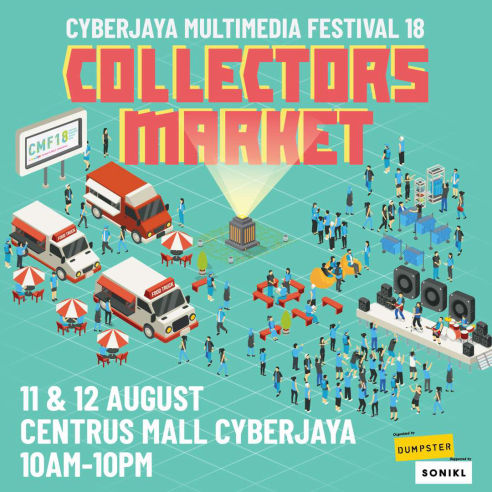 CYBERJAYA MULTIMEDIA FESTIVAL 18
COLLECTORS
MARKET
CMF18
FOOD TRUCK
FOOD TRUCK
11 & 12 AUGUST
CENTRUS MALL CYBERJAYA
10AM-10PM
Organised by
DUMPSTER
Supported by
SONIKL